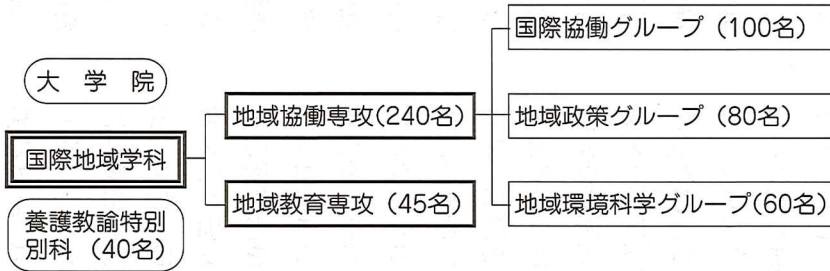 大学院
国際地域学科
養護教諭特別
別科（40名）
地域協働専攻(240名)
地域教育専攻（45名）
国際協働グループ（100名）
地域政策グループ（80名）
地域環境科学グループ(60名)